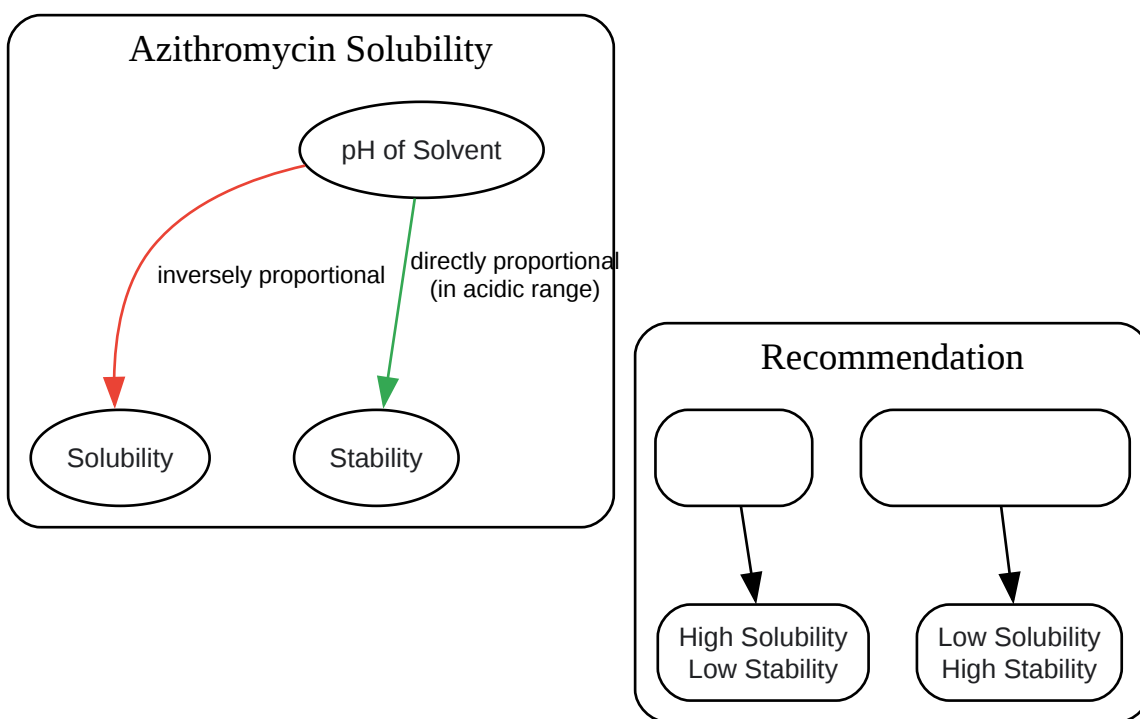 Azithromycin Solubility
pH of Solvent
inversely proportional
directly proportional
(in acidic range)
Solubility
Stability
Recommendation
High Solubility
Low Stability
Low Solubility
High Stability